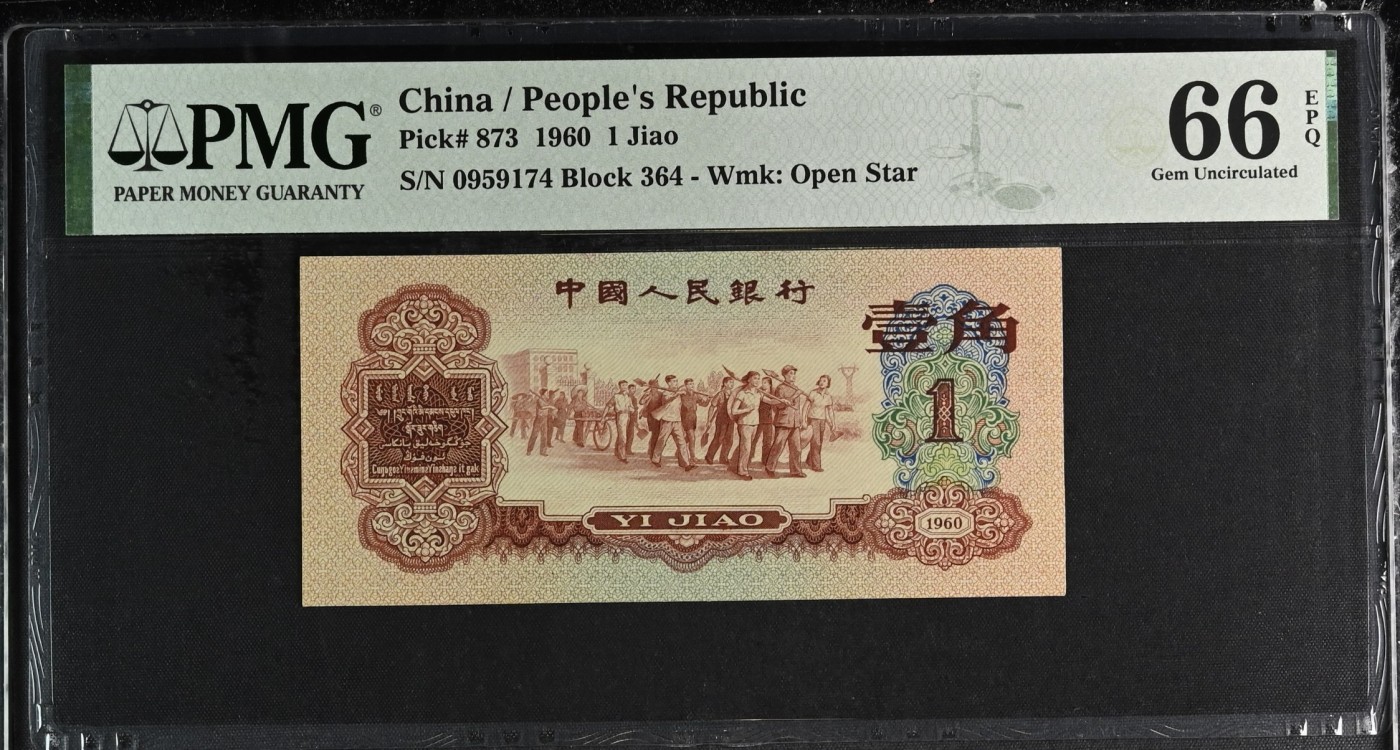 PMG®
PAPER MONEY GUARANTY
China / People's Republic
Pick# 873 1960 1 Jiao
S/N 0959174 Block 364 - Wmk: Open Star
66
EPQ
Gem Uncirculated
中國人民銀行
壹角
1
YI JIAO
1960